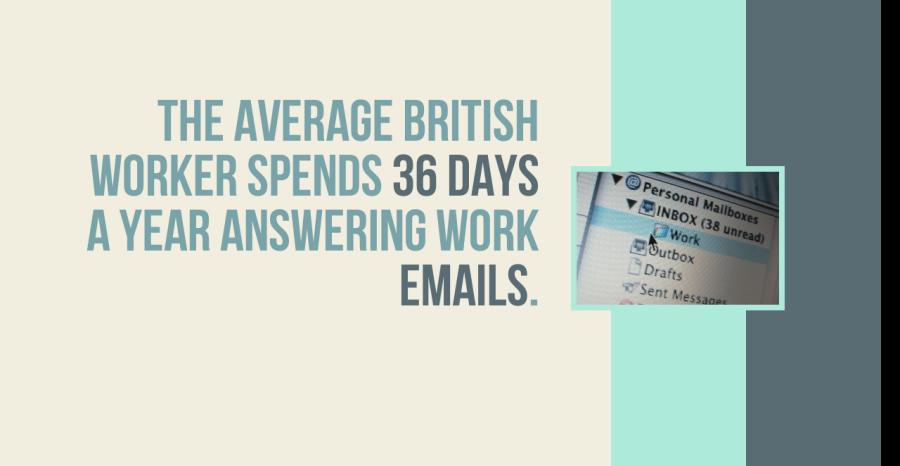 THE AVERAGE BRITISH
WORKER SPENDS 36 DAYS
A YEAR ANSWERING WORK
EMAILS.
@ Personal Mailboxes
INBOX (38 unread)
Work
Outbox
Drafts
Sent Messages